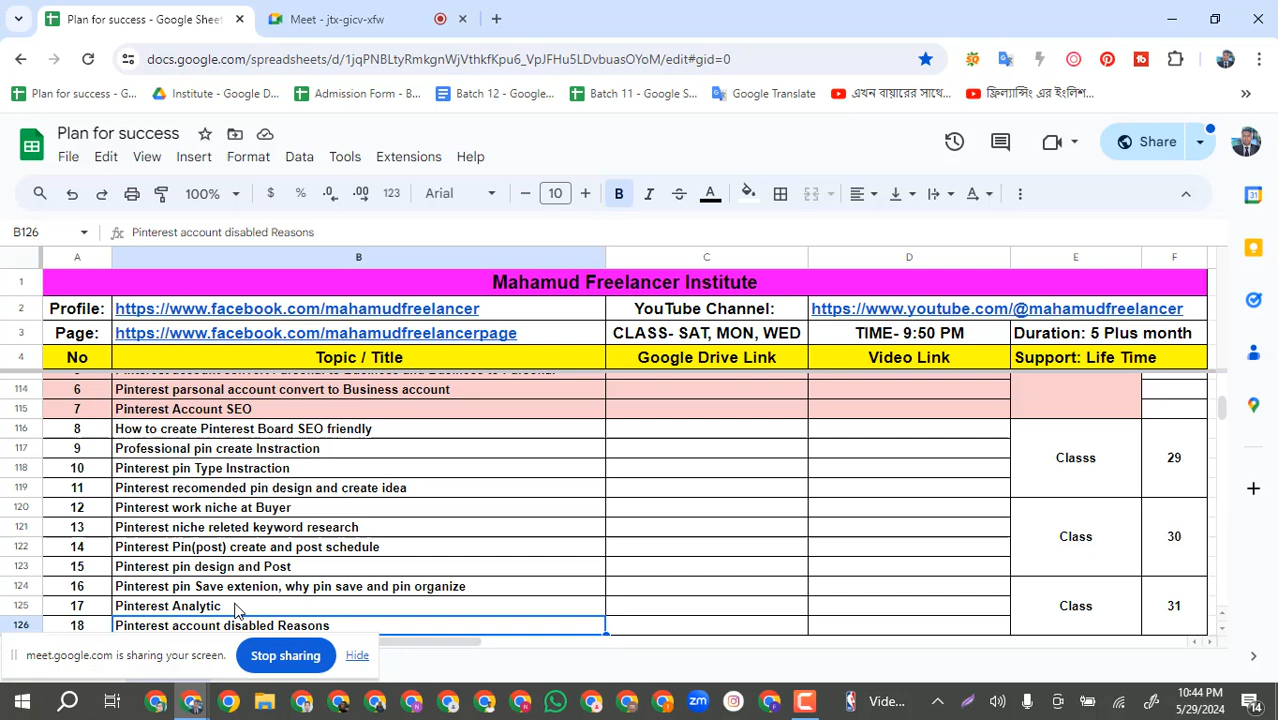 Plan for success - Google Sheet
Meet - jtx-gicv-xfw
docs.google.com/spreadsheets/d/1jqPNBLtyRmkgnWjVthkfKpu6_VpJFHu5LDvbuasOYoM/edit#gid=0
Plan for success - G...
Institute - Google D...
Admission Form - B...
Batch 12 - Google...
Batch 11 - Google S...
Google Translate
এখন বায়ারের সাথে...
ফ্রিল্যান্সিং এর ইংলিশ...
Plan for success
Share
File Edit View Insert Format Data Tools Extensions Help
100% $ % .0 .00 123 Arial 10 B I A
B126 fx Pinterest account disabled Reasons
A B C D E F
1 Mahamud Freelancer Institute
2 Profile: https://www.facebook.com/mahamudfreelancer YouTube Channel: https://www.youtube.com/@mahamudfreelancer
3 Page: https://www.facebook.com/mahamudfreelancerpage CLASS- SAT, MON, WED TIME- 9:50 PM Duration: 5 Plus month
4 No Topic / Title Google Drive Link Video Link Support: Life Time
114 6 Pinterest parsonal account convert to Business account
115 7 Pinterest Account SEO
116 8 How to create Pinterest Board SEO friendly
117 9 Professional pin create Instraction Classs 29
118 10 Pinterest pin Type Instraction
119 11 Pinterest recomended pin design and create idea
120 12 Pinterest work niche at Buyer
121 13 Pinterest niche releted keyword research Class 30
122 14 Pinterest Pin(post) create and post schedule
123 15 Pinterest pin design and Post
124 16 Pinterest pin Save extenion, why pin save and pin organize
125 17 Pinterest Analytic Class 31
126 18 Pinterest account disabled Reasons
meet.google.com is sharing your screen. Stop sharing Hide
Vide...
10:44 PM
5/29/2024
14